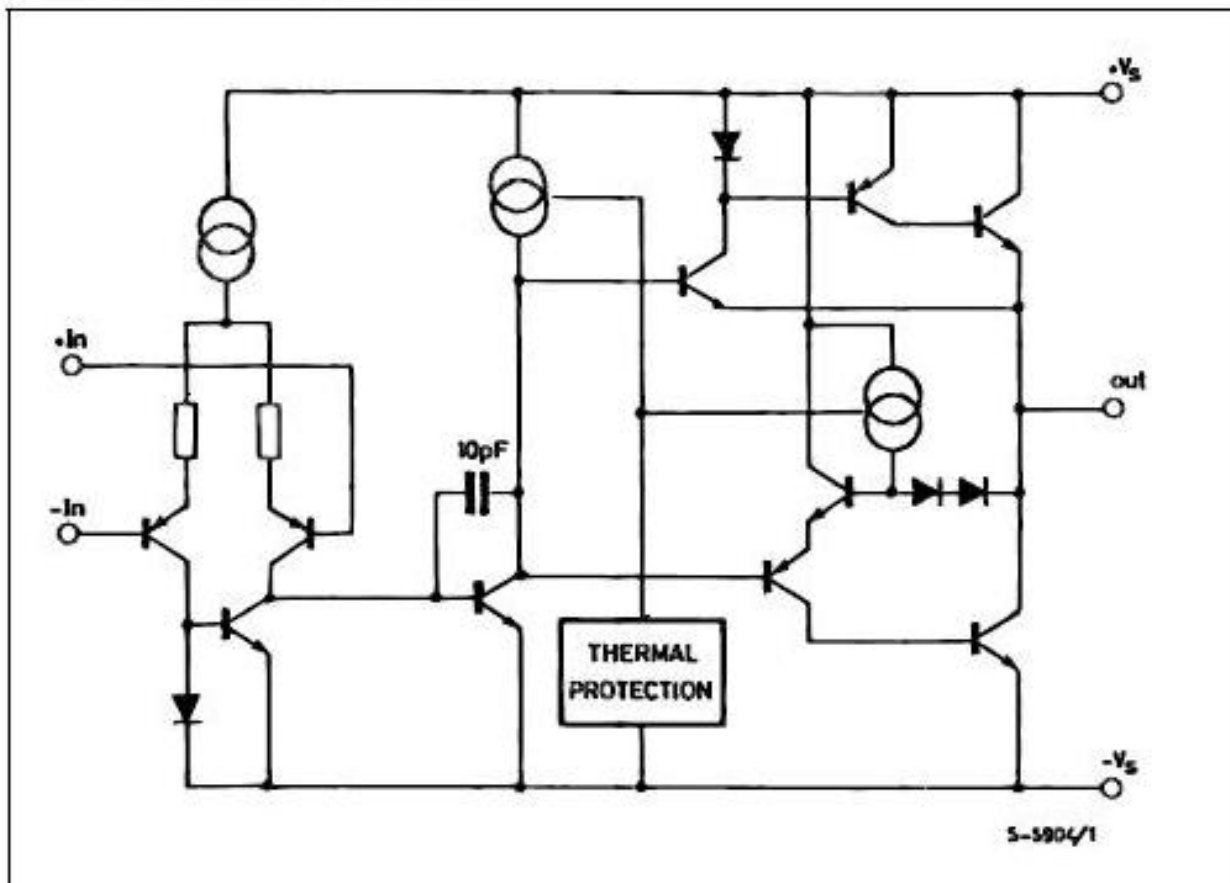 +Vs
+In
out
10pF
-In
THERMAL
PROTECTION
-Vs
S-5904/1